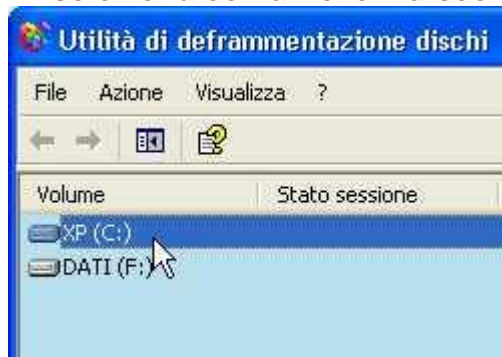 Utilità di deframmentazione dischi
File Azione Visualizza ?
Volume Stato sessione
XP (C:)
DATI (F:)